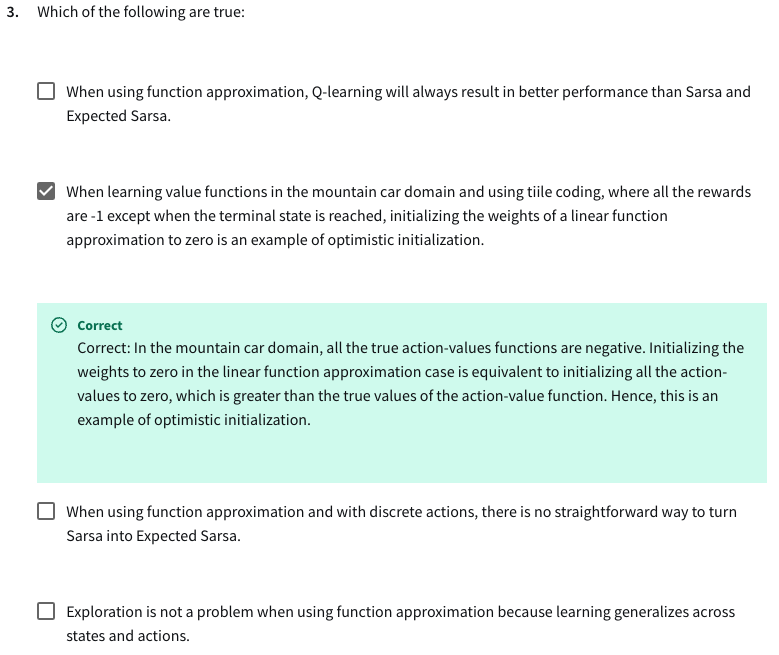 3. Which of the following are true:
When using function approximation, Q-learning will always result in better performance than Sarsa and
Expected Sarsa.
When learning value functions in the mountain car domain and using tiile coding, where all the rewards
are -1 except when the terminal state is reached, initializing the weights of a linear function
approximation to zero is an example of optimistic initialization.
Correct
Correct: In the mountain car domain, all the true action-values functions are negative. Initializing the
weights to zero in the linear function approximation case is equivalent to initializing all the action-
values to zero, which is greater than the true values of the action-value function. Hence, this is an
example of optimistic initialization.
When using function approximation and with discrete actions, there is no straightforward way to turn
Sarsa into Expected Sarsa.
Exploration is not a problem when using function approximation because learning generalizes across
states and actions.